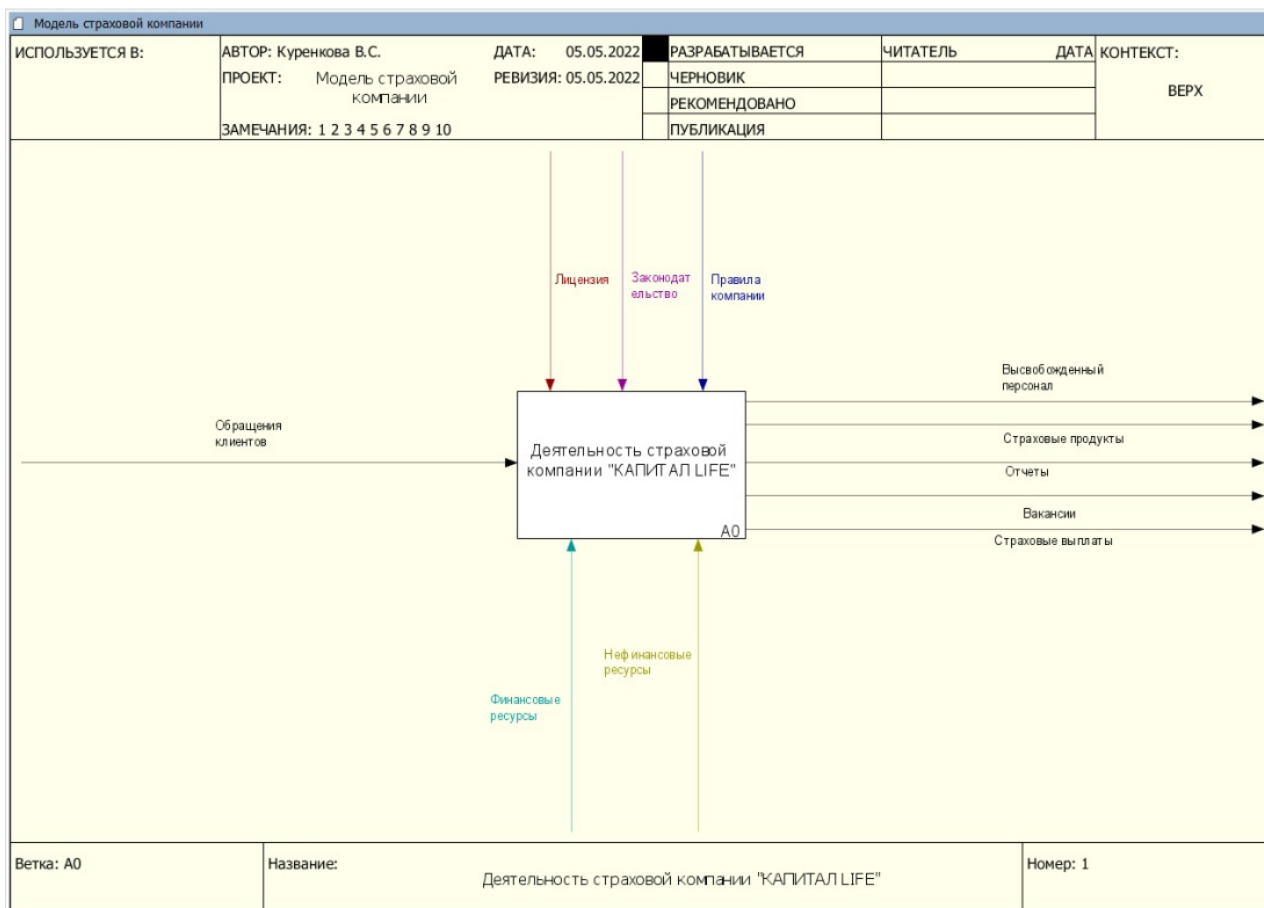 Модель страховой компании
ИСПОЛЬЗУЕТСЯ В:
АВТОР: Куренкова В.С.
ДАТА: 05.05.2022
ПРОЕКТ: Модель страховой
компании
РЕВИЗИЯ: 05.05.2022
ЗАМЕЧАНИЯ: 1 2 3 4 5 6 7 8 9 10
РАЗРАБАТЫВАЕТСЯ
ЧЕРНОВИК
РЕКОМЕНДОВАНО
ПУБЛИКАЦИЯ
ЧИТАТЕЛЬ
ДАТА
КОНТЕКСТ:
ВЕРХ
Лицензия
Законодат
ельство
Правила
компании
Обращения
клиентов
Деятельность страховой
компании "КАПИТАЛ LIFE"
A0
Высвобожденный
персонал
Страховые продукты
Отчеты
Вакансии
Страховые выплаты
Нефинансовые
ресурсы
Финансовые
ресурсы
Ветка: A0
Название:
Деятельность страховой компании "КАПИТАЛ LIFE"
Номер: 1